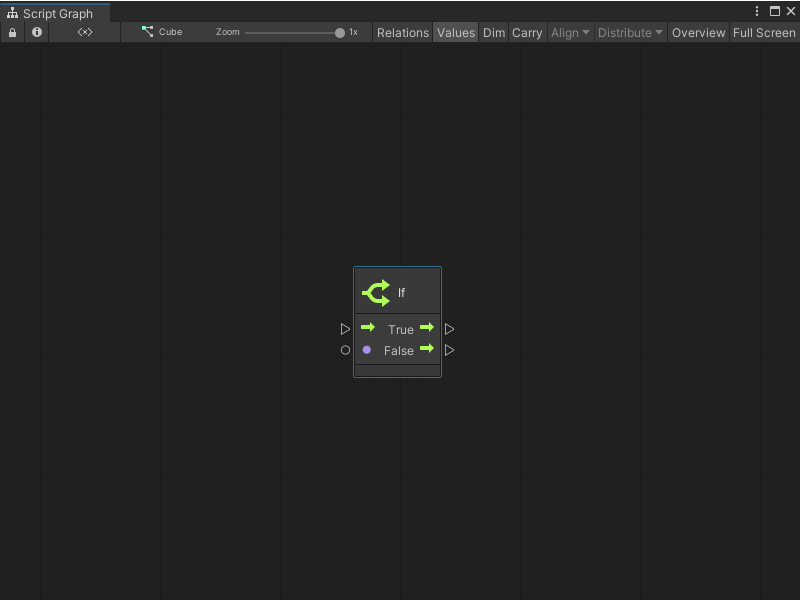 Script Graph
Cube Zoom 1x Relations Values Dim Carry Align Distribute Overview Full Screen
If
True
False